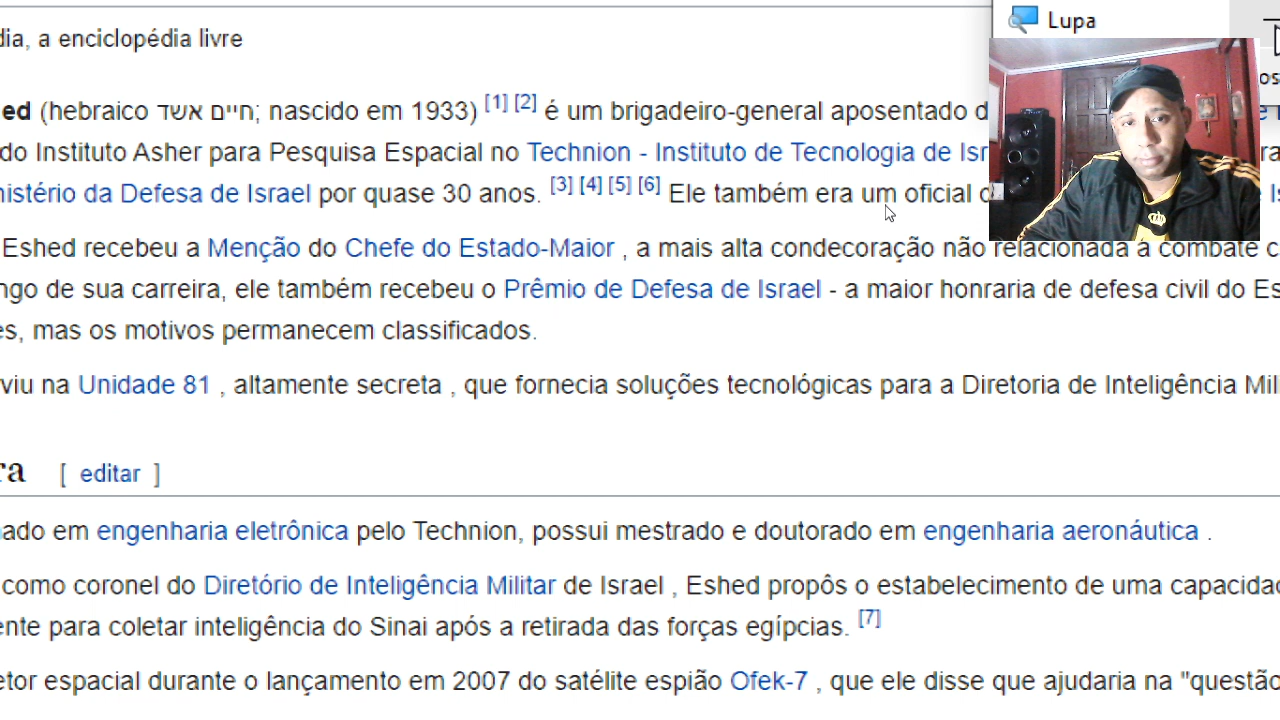 Lupa
dia, a enciclopédia livre
ed (hebraico חיים אשד; nascido em 1933) [1] [2] é um brigadeiro-general aposentado d
do Instituto Asher para Pesquisa Espacial no Technion - Instituto de Tecnologia de Isr
nistério da Defesa de Israel por quase 30 anos. [3] [4] [5] [6] Ele também era um oficial d
Eshed recebeu a Menção do Chefe do Estado-Maior , a mais alta condecoração não relacionada a combate c
ngo de sua carreira, ele também recebeu o Prêmio de Defesa de Israel - a maior honraria de defesa civil do Es
es, mas os motivos permanecem classificados.
viu na Unidade 81 , altamente secreta , que fornecia soluções tecnológicas para a Diretoria de Inteligência Mil
ra [ editar ]
ado em engenharia eletrônica pelo Technion, possui mestrado e doutorado em engenharia aeronáutica .
como coronel do Diretório de Inteligência Militar de Israel , Eshed propôs o estabelecimento de uma capacidad
ente para coletar inteligência do Sinai após a retirada das forças egípcias. [7]
etor espacial durante o lançamento em 2007 do satélite espião Ofek-7 , que ele disse que ajudaria na "questão